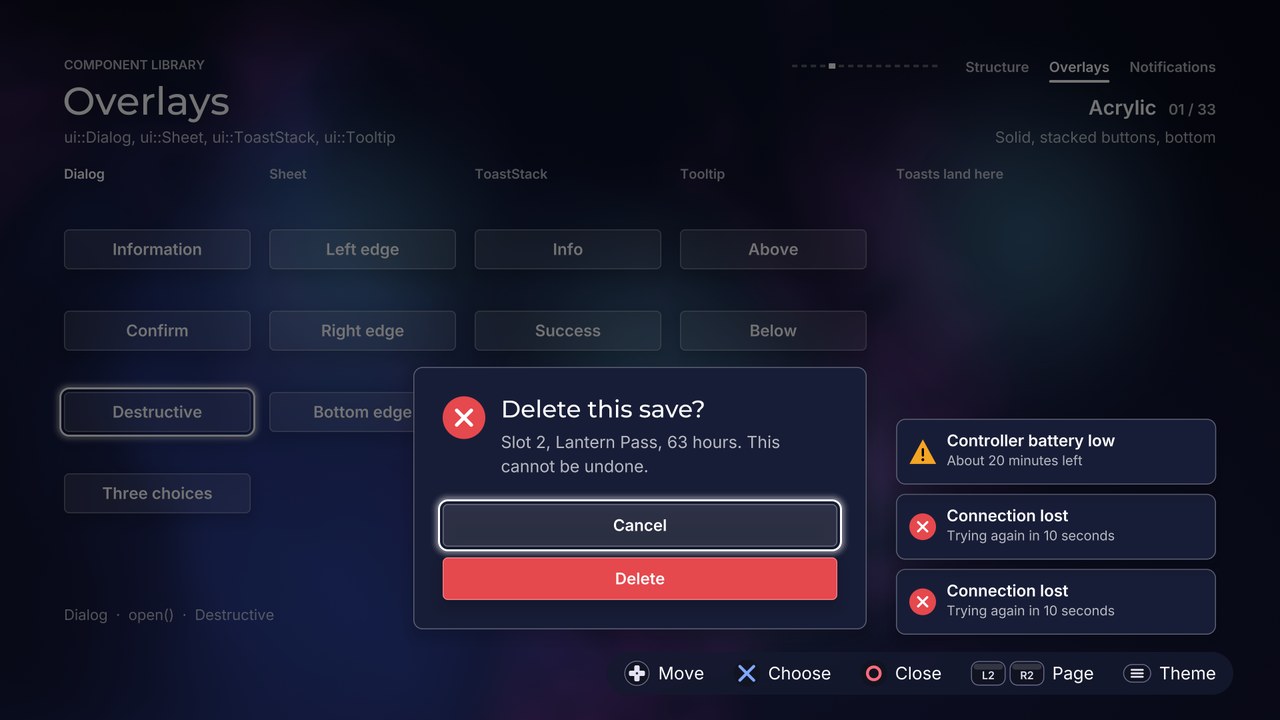 COMPONENT LIBRARY
Overlays
ui::Dialog, ui::Sheet, ui::ToastStack, ui::Tooltip
Structure Overlays Notifications
Acrylic 01 / 33
Solid, stacked buttons, bottom
Dialog Sheet ToastStack Tooltip Toasts land here
Information Left edge Info Above
Confirm Right edge Success Below
Destructive Bottom edge
Three choices
Delete this save?
Slot 2, Lantern Pass, 63 hours. This
cannot be undone.
Cancel
Delete
Controller battery low
About 20 minutes left
Connection lost
Trying again in 10 seconds
Connection lost
Trying again in 10 seconds
Dialog · open() · Destructive
Move Choose Close L2 R2 Page Theme